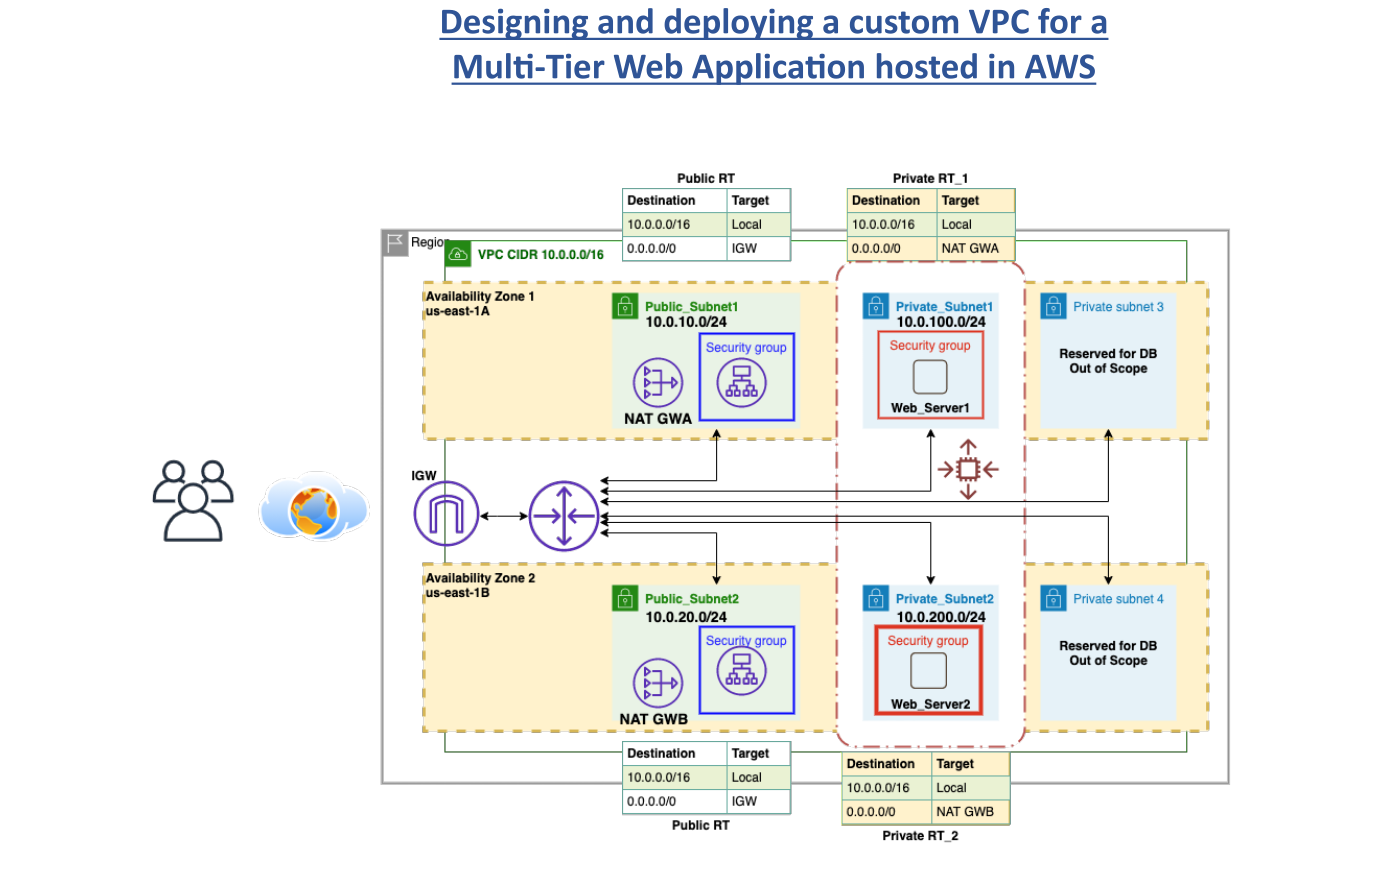 Designing and deploying a custom VPC for a
Multi-Tier Web Application hosted in AWS
Public RT
Destination Target
10.0.0.0/16 Local
0.0.0.0/0 IGW
Private RT_1
Destination Target
10.0.0.0/16 Local
0.0.0.0/0 NAT GWA
Region
VPC CIDR 10.0.0.0/16
Availability Zone 1
us-east-1A
Public_Subnet1
10.0.10.0/24
Security group
NAT GWA
Private_Subnet1
10.0.100.0/24
Security group
Web_Server1
Private subnet 3
Reserved for DB
Out of Scope
IGW
Availability Zone 2
us-east-1B
Public_Subnet2
10.0.20.0/24
Security group
NAT GWB
Private_Subnet2
10.0.200.0/24
Security group
Web_Server2
Private subnet 4
Reserved for DB
Out of Scope
Destination Target
10.0.0.0/16 Local
0.0.0.0/0 IGW
Public RT
Destination Target
10.0.0.0/16 Local
0.0.0.0/0 NAT GWB
Private RT_2